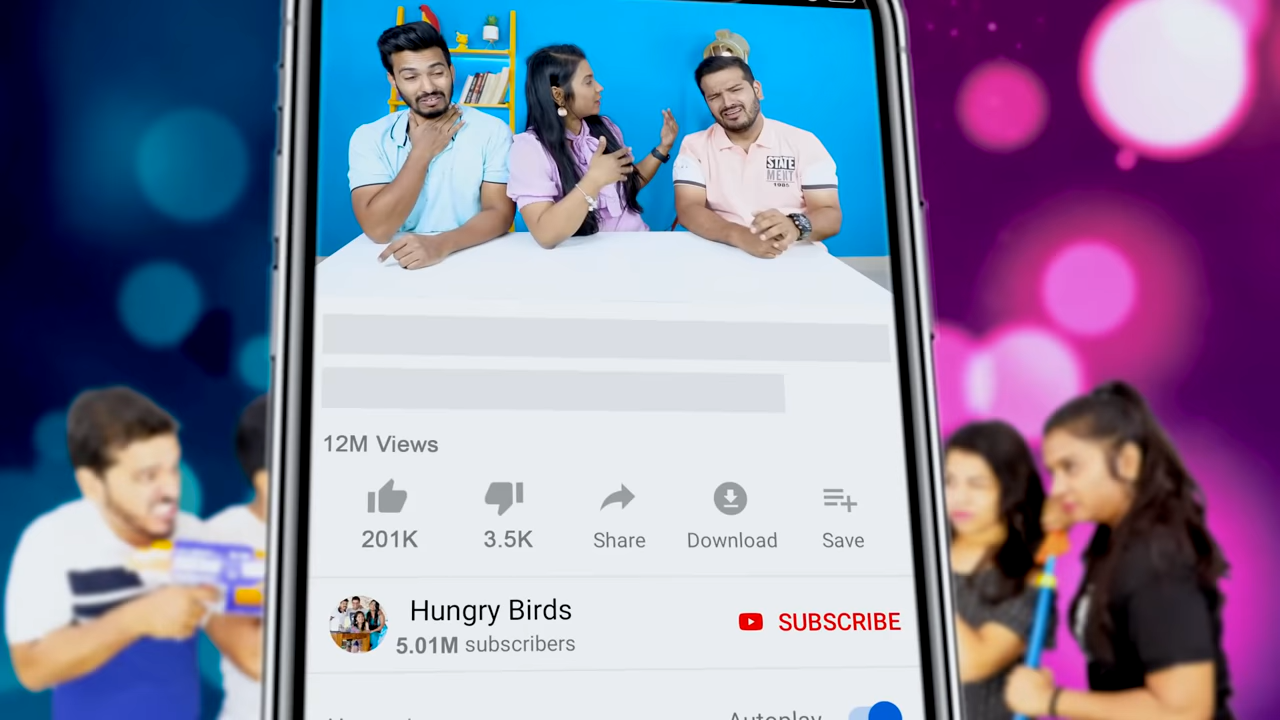 STATE
MENT
1985
12M Views
201K
3.5K
Share
Download
Save
Hungry Birds
SUBSCRIBE
5.01M subscribers
Autoplay